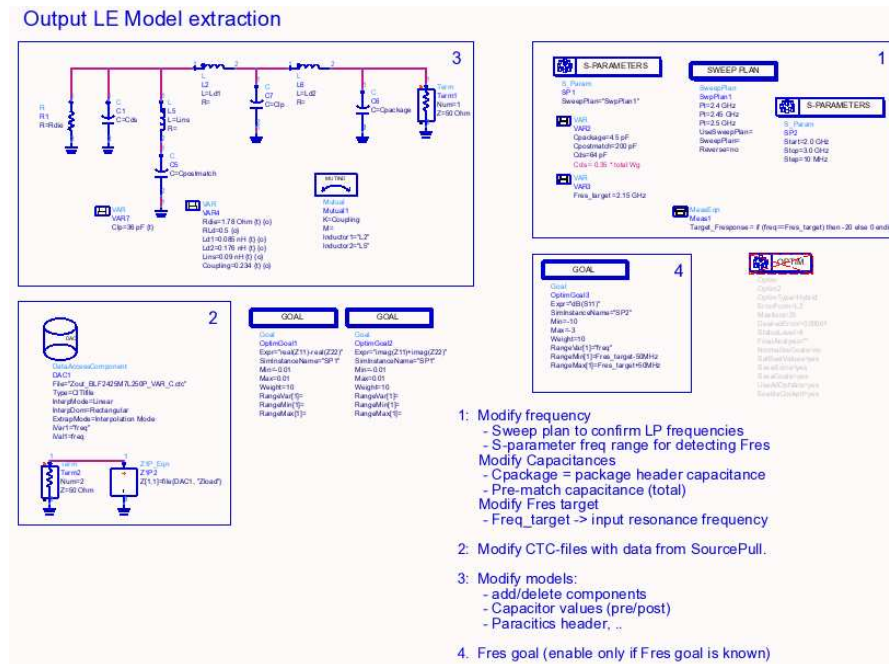 Output LE Model extraction
3
R
R1
R=Rdie
C
C1
C=Cds
L
L5
L=Lins
R=
C
C5
C=Cpostmatch
L
L2
L=Ld1
R=
C
C7
C=Clp
L
L6
L=Ld2
R=
C
C6
C=Cpackage
Term
Term1
Num=1
Z=50 Ohm
VAR
VAR7
Clp=36 pF {t}
VAR
VAR4
Rdie=1.78 Ohm {t} {o}
RLd=0.5 {o}
Ld1=0.085 nH {t} {o}
Ld2=0.176 nH {t} {o}
Lins=0.09 nH {t} {o}
Coupling=0.234 {t} {o}
Mutual
Mutual1
K=Coupling
M=
Inductor1="L2"
Inductor2="L5"
1
S-PARAMETERS
S_Param
SP1
SweepPlan="SwpPlan1"
VAR
VAR2
Cpackage=4.5 pF
Cpostmatch=200 pF
Cds=64 pF
VAR
VAR3
Fres_target=2.15 GHz
SWEEP PLAN
SweepPlan
SwpPlan1
Pt=2.4 GHz
Pt=2.45 GHz
Pt=2.5 GHz
UseSweepPlan=
SweepPlan=
Reverse=no
S-PARAMETERS
S_Param
SP2
Start=2.0 GHz
Stop=3.0 GHz
Step=10 MHz
MeasEqn
Meas1
2
DAC
DataAccessComponent
DAC1
File="Zout_BLF2425M7L250P_VAR_C.ctc"
Type=CITIfile
InterpMode=Linear
InterpDom=Rectangular
ExtrapMode=Interpolation Mode
iVar1="freq"
iVal1=freq
Term
Term2
Num=2
Z=50 Ohm
Z1P_Eqn
Z1P2
Z[1,1]=file{DAC1, "Zload"}
GOAL
Goal
OptimGoal1
Expr="real(Z11)-real(Z22)"
SimInstanceName="SP1"
Min=-0.01
Max=0.01
Weight=10
RangeVar[1]=
RangeMin[1]=
RangeMax[1]=
GOAL
Goal
OptimGoal2
Expr="imag(Z11)+imag(Z22)"
SimInstanceName="SP1"
Min=-0.01
Max=0.01
Weight=10
RangeVar[1]=
RangeMin[1]=
RangeMax[1]=
4
GOAL
Goal
OptimGoal3
Expr="dB(S11)"
SimInstanceName="SP2"
Min=-10
Max=-3
Weight=10
RangeVar[1]="freq"
RangeMin[1]=Fres_target-50MHz
RangeMax[1]=Fres_target+50MHz
OPTIM
1: Modify frequency
- Sweep plan to confirm LP frequencies
- S-parameter freq range for detecting Fres
Modify Capacitances
- Cpackage = package header capacitance
- Pre-match capacitance (total)
Modify Fres target
- Freq_target -> input resonance frequency
2: Modify CTC-files with data from SourcePull.
3: Modify models:
- add/delete components
- Capacitor values (pre/post)
- Paracitics header, ..
4. Fres goal (enable only if Fres goal is known)